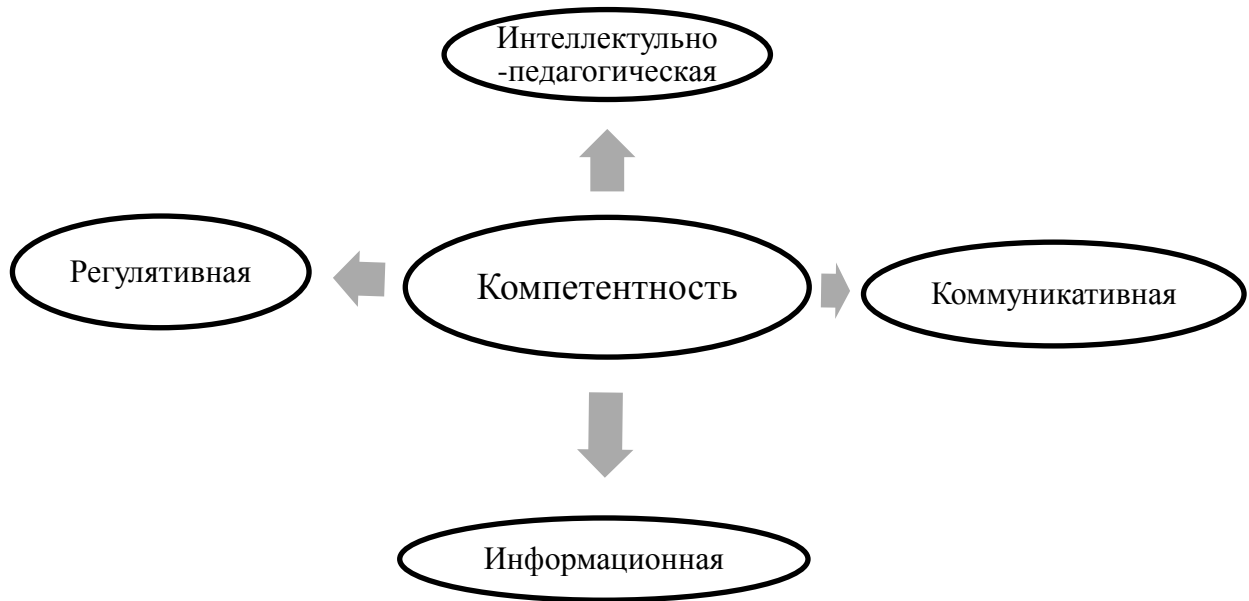 Интеллектульно
-педагогическая
Регулятивная
Компетентность
Коммуникативная
Информационная